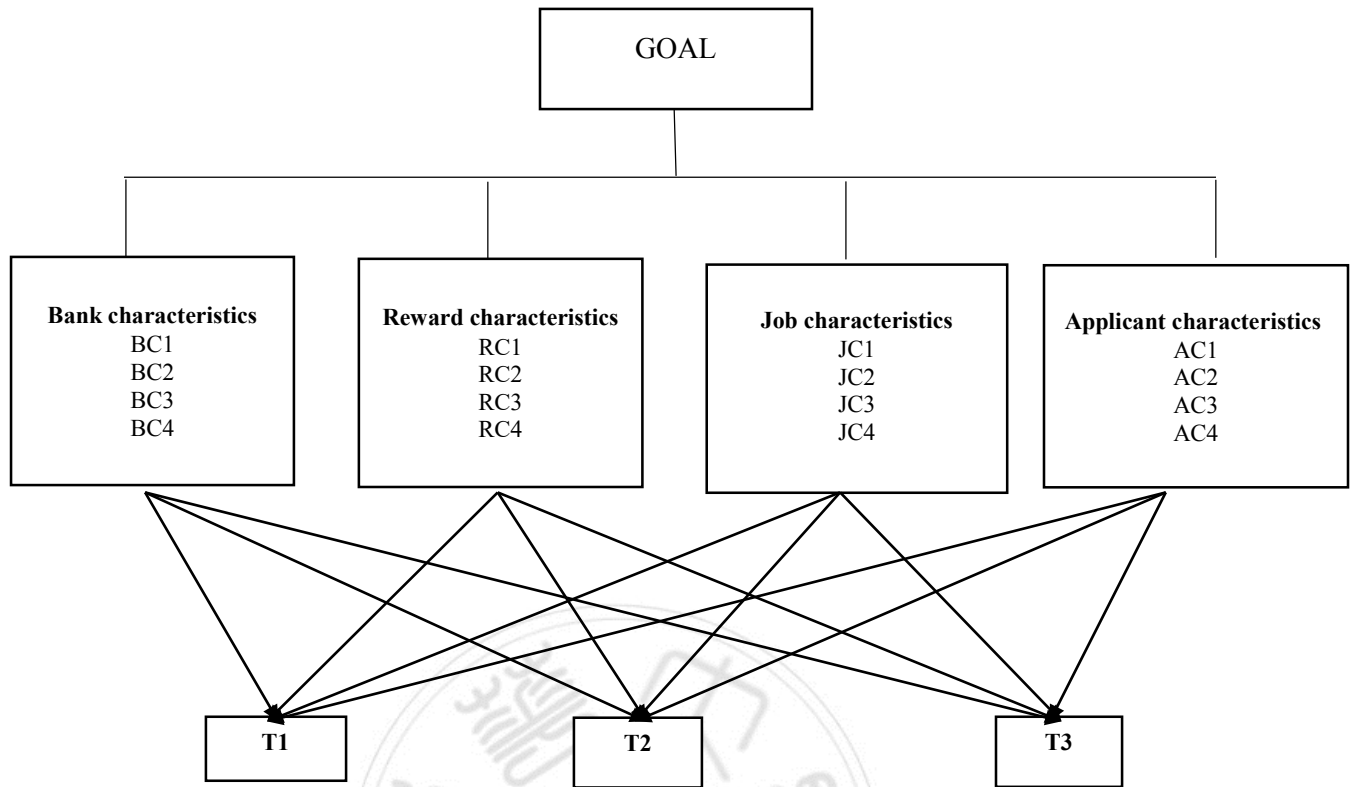 GOAL
Bank characteristics
BC1
BC2
BC3
BC4
Reward characteristics
RC1
RC2
RC3
RC4
Job characteristics
JC1
JC2
JC3
JC4
Applicant characteristics
AC1
AC2
AC3
AC4
T1
T2
T3